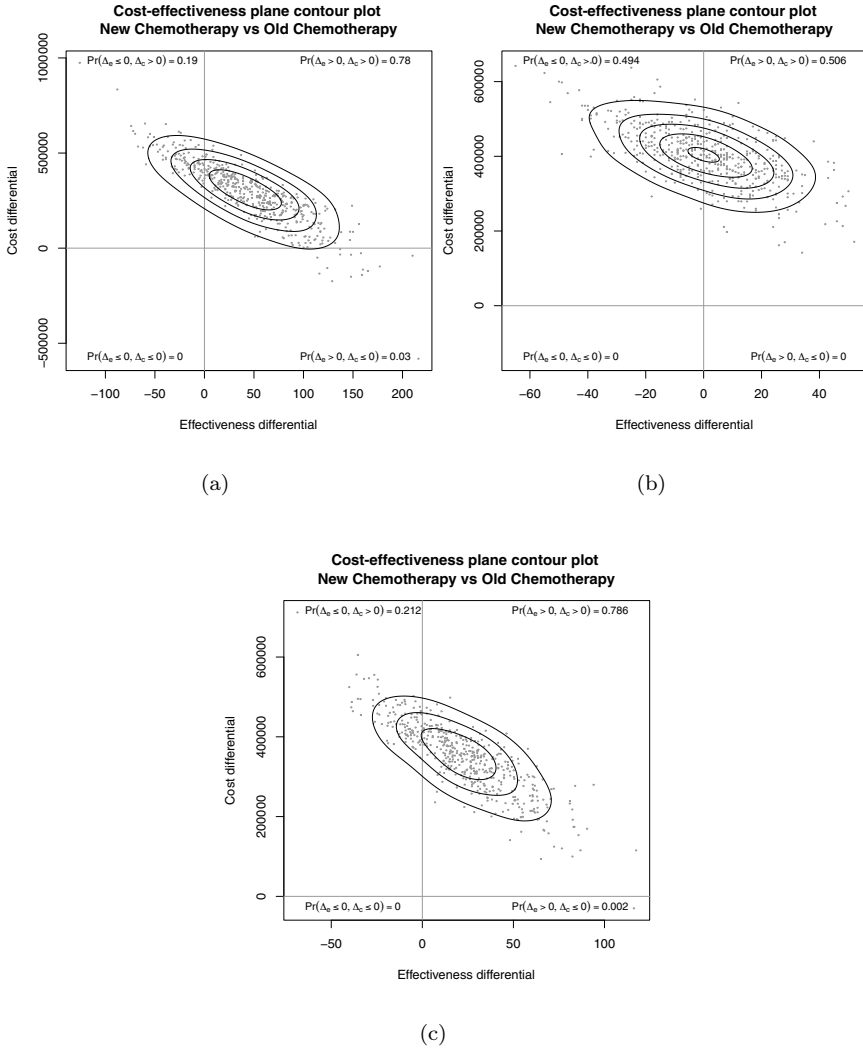 Cost-effectiveness plane contour plot
New Chemotherapy vs Old Chemotherapy
Pr(Δe ≤ 0, Δc > 0) = 0.19
Pr(Δe > 0, Δc > 0) = 0.78
Cost differential
1000000
500000
0
−500000
Pr(Δe ≤ 0, Δc ≤ 0) = 0
Pr(Δe > 0, Δc ≤ 0) = 0.03
−100 −50 0 50 100 150 200
Effectiveness differential
(a)
Cost-effectiveness plane contour plot
New Chemotherapy vs Old Chemotherapy
Pr(Δe ≤ 0, Δc > 0) = 0.494
Pr(Δe > 0, Δc > 0) = 0.506
Cost differential
600000
400000
200000
0
Pr(Δe ≤ 0, Δc ≤ 0) = 0
Pr(Δe > 0, Δc ≤ 0) = 0
−60 −40 −20 0 20 40
Effectiveness differential
(b)
Cost-effectiveness plane contour plot
New Chemotherapy vs Old Chemotherapy
Pr(Δe ≤ 0, Δc > 0) = 0.212
Pr(Δe > 0, Δc > 0) = 0.786
Cost differential
600000
400000
200000
0
Pr(Δe ≤ 0, Δc ≤ 0) = 0
Pr(Δe > 0, Δc ≤ 0) = 0.002
−50 0 50 100
Effectiveness differential
(c)